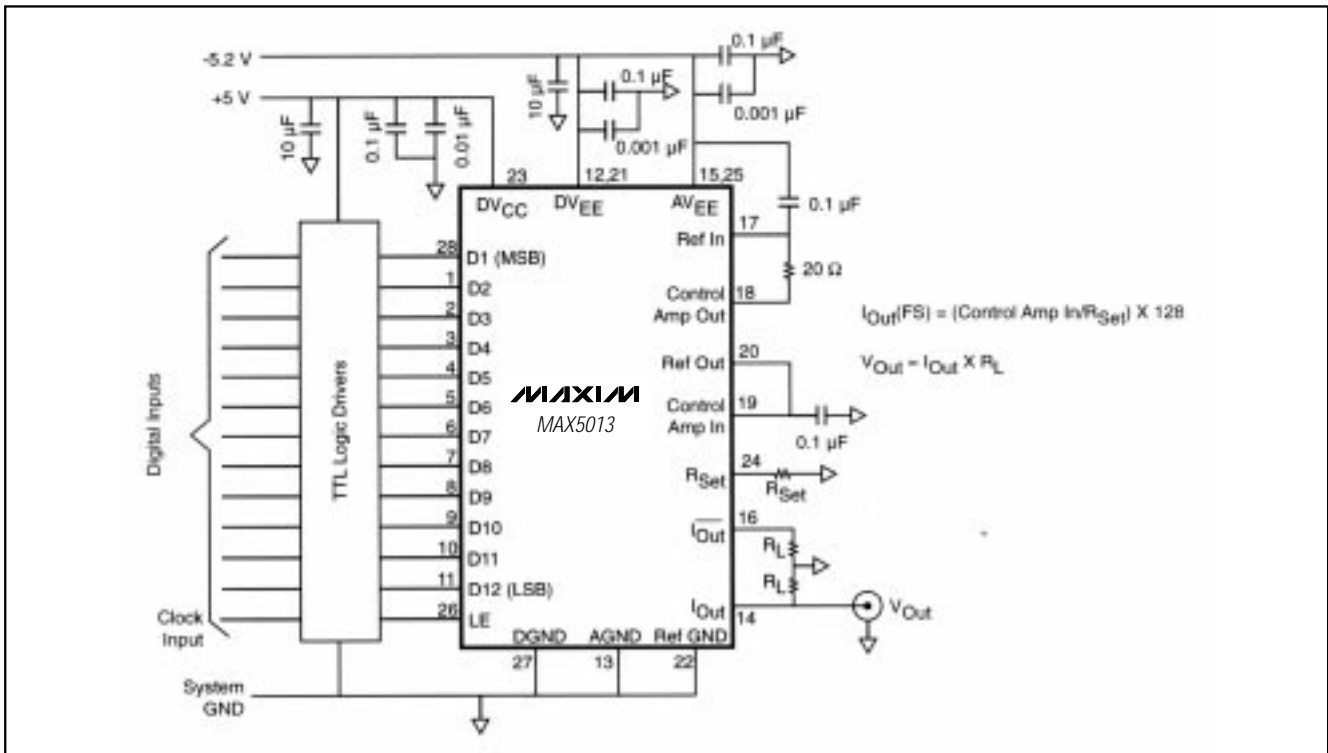 -5.2 V
+5 V
10 µF
0.1 µF
0.01 µF
10 µF
0.1 µF
0.001 µF
0.1 µF
0.001 µF
0.1 µF
23
12,21
15,25
DVCC
DVEE
AVEE
17
Ref In
20 Ω
18
Control
Amp Out
20
Ref Out
19
Control
Amp In
0.1 µF
24
RSet
RSet
16
IOut
RL
RL
IOut
14
VOut
IOut(FS) = (Control Amp In/RSet) X 128
VOut = IOut X RL
MAXIM
MAX5013
Digital Inputs
TTL Logic Drivers
28 D1 (MSB)
1 D2
2 D3
3 D4
4 D5
5 D6
6 D7
7 D8
8 D9
9 D10
10 D11
11 D12 (LSB)
26 LE
Clock
Input
DGND
AGND
Ref GND
27
13
22
System
GND